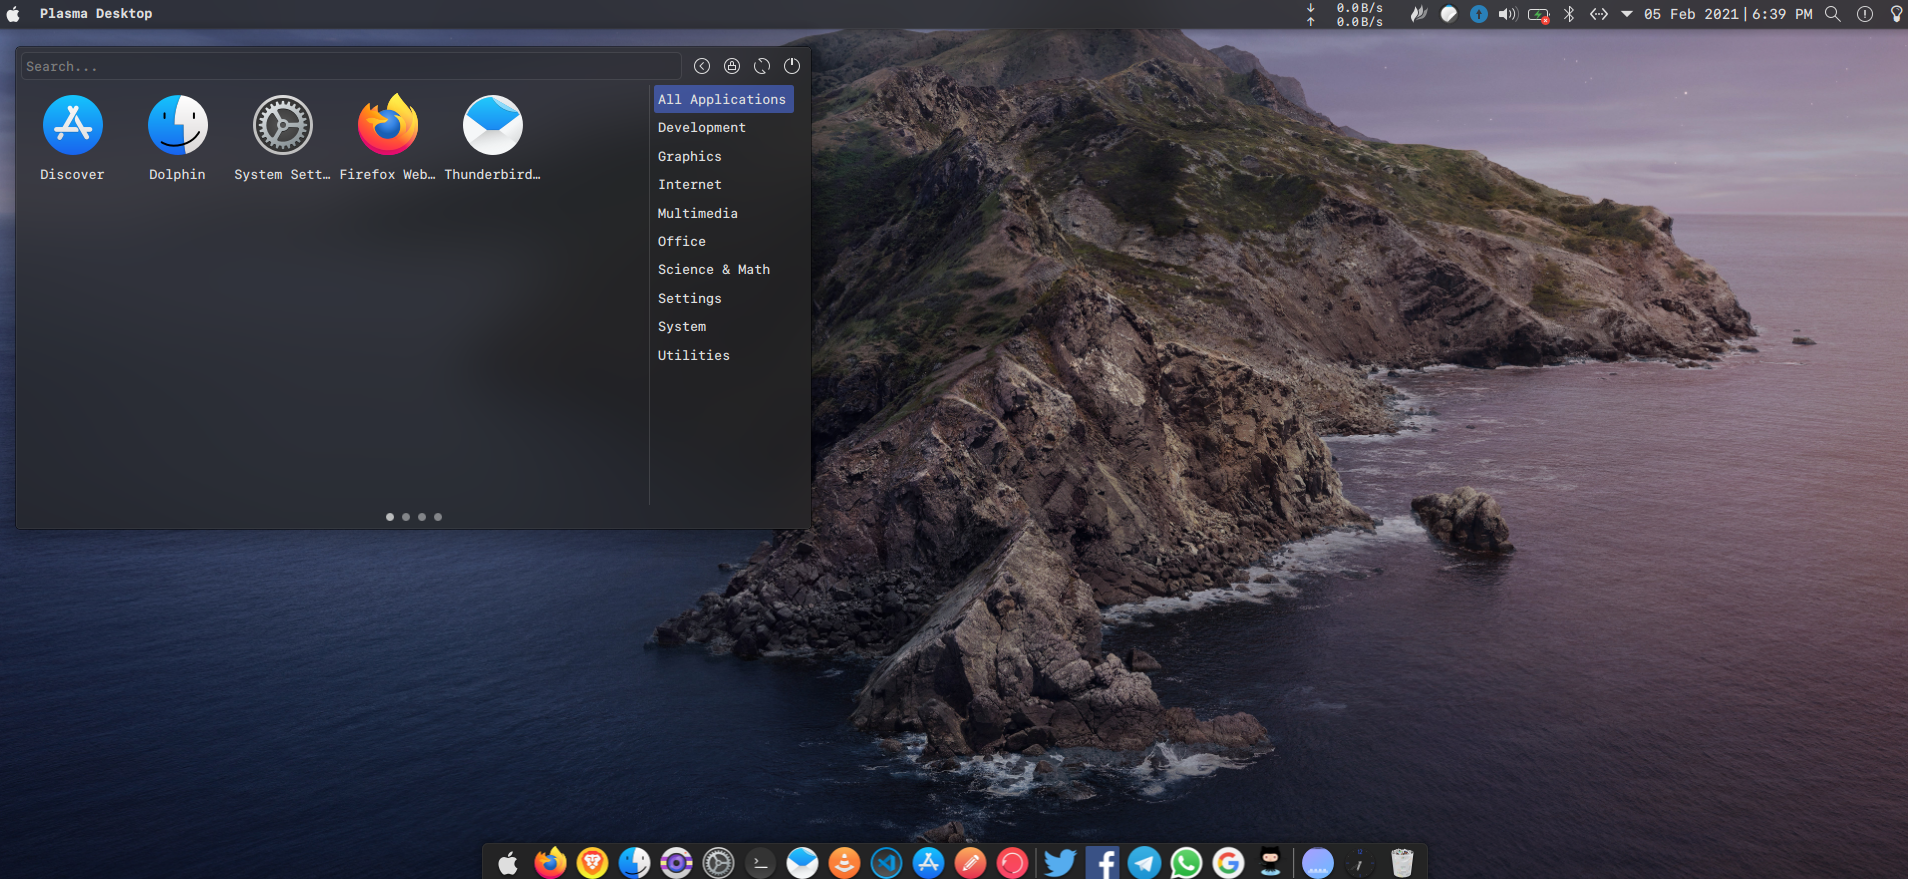 Plasma Desktop
0.0B/s
0.0B/s
05 Feb 2021|6:39 PM
Search...
Discover
Dolphin
System Sett…
Firefox Web…
Thunderbird…
All Applications
Development
Graphics
Internet
Multimedia
Office
Science & Math
Settings
System
Utilities